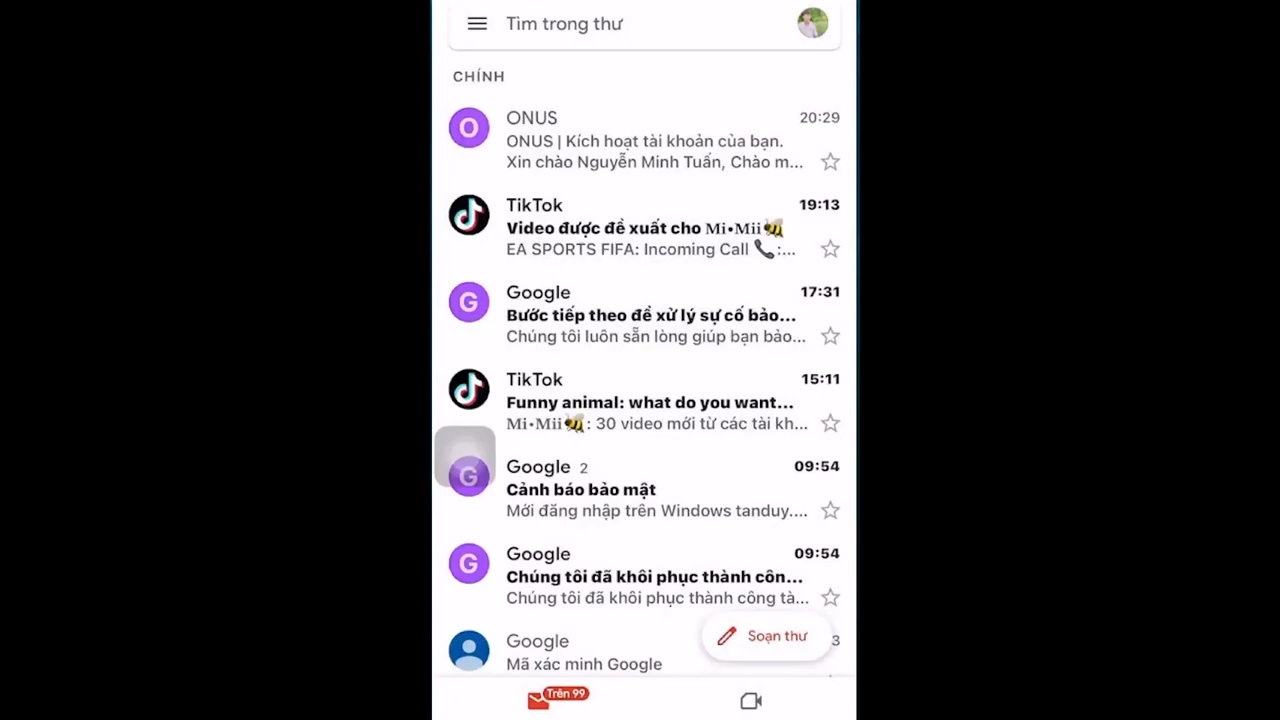 Tìm trong thư
CHÍNH
O
ONUS
20:29
ONUS | Kích hoạt tài khoản của bạn.
Xin chào Nguyễn Minh Tuấn, Chào m...
TikTok
19:13
Video được đề xuất cho Mi•Mii🐝
EA SPORTS FIFA: Incoming Call 📞:...
G
Google
17:31
Bước tiếp theo để xử lý sự cố bảo...
Chúng tôi luôn sẵn lòng giúp bạn bảo...
TikTok
15:11
Funny animal: what do you want...
Mi•Mii🐝: 30 video mới từ các tài kh...
G
Google 2
09:54
Cảnh báo bảo mật
Mới đăng nhập trên Windows tanduy....
G
Google
09:54
Chúng tôi đã khôi phục thành côn...
Chúng tôi đã khôi phục thành công tà...
Google
3
Mã xác minh Google
Soạn thư
Trên 99